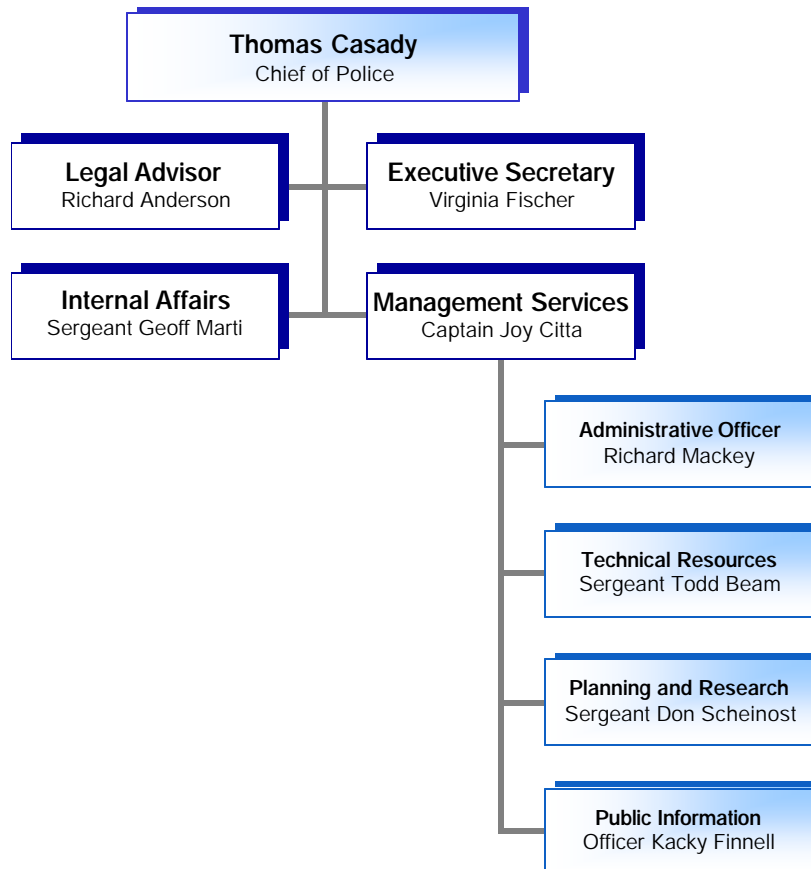 Thomas Casady
Chief of Police
Legal Advisor
Richard Anderson
Executive Secretary
Virginia Fischer
Internal Affairs
Sergeant Geoff Marti
Management Services
Captain Joy Citta
Administrative Officer
Richard Mackey
Technical Resources
Sergeant Todd Beam
Planning and Research
Sergeant Don Scheinost
Public Information
Officer Kacky Finnell